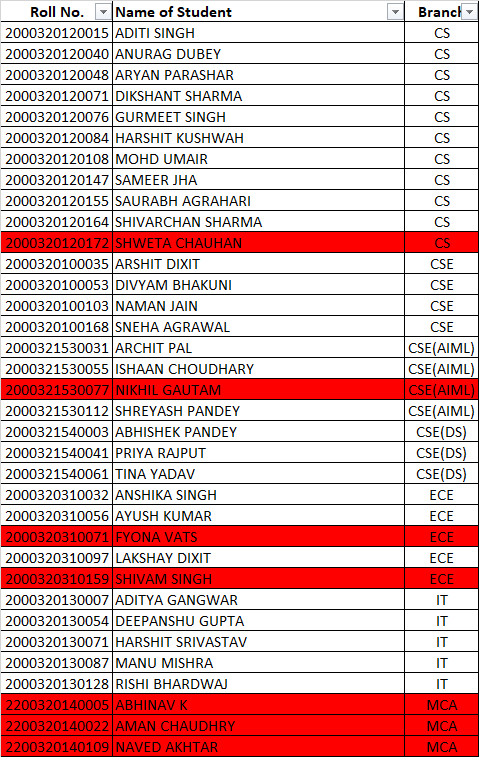 Roll No. Name of Student Branch
2000320120015 ADITI SINGH CS
2000320120040 ANURAG DUBEY CS
2000320120048 ARYAN PARASHAR CS
2000320120071 DIKSHANT SHARMA CS
2000320120076 GURMEET SINGH CS
2000320120084 HARSHIT KUSHWAH CS
2000320120108 MOHD UMAIR CS
2000320120147 SAMEER JHA CS
2000320120155 SAURABH AGRAHARI CS
2000320120164 SHIVARCHAN SHARMA CS
2000320120172 SHWETA CHAUHAN CS
2000320100035 ARSHIT DIXIT CSE
2000320100053 DIVYAM BHAKUNI CSE
2000320100103 NAMAN JAIN CSE
2000320100168 SNEHA AGRAWAL CSE
2000321530031 ARCHIT PAL CSE(AIML)
2000321530055 ISHAAN CHOUDHARY CSE(AIML)
2000321530077 NIKHIL GAUTAM CSE(AIML)
2000321530112 SHREYASH PANDEY CSE(AIML)
2000321540003 ABHISHEK PANDEY CSE(DS)
2000321540041 PRIYA RAJPUT CSE(DS)
2000321540061 TINA YADAV CSE(DS)
2000320310032 ANSHIKA SINGH ECE
2000320310056 AYUSH KUMAR ECE
2000320310071 FYONA VATS ECE
2000320310097 LAKSHAY DIXIT ECE
2000320310159 SHIVAM SINGH ECE
2000320130007 ADITYA GANGWAR IT
2000320130054 DEEPANSHU GUPTA IT
2000320130071 HARSHIT SRIVASTAV IT
2000320130087 MANU MISHRA IT
2000320130128 RISHI BHARDWAJ IT
2200320140005 ABHINAV K MCA
2200320140022 AMAN CHAUDHRY MCA
2200320140109 NAVED AKHTAR MCA